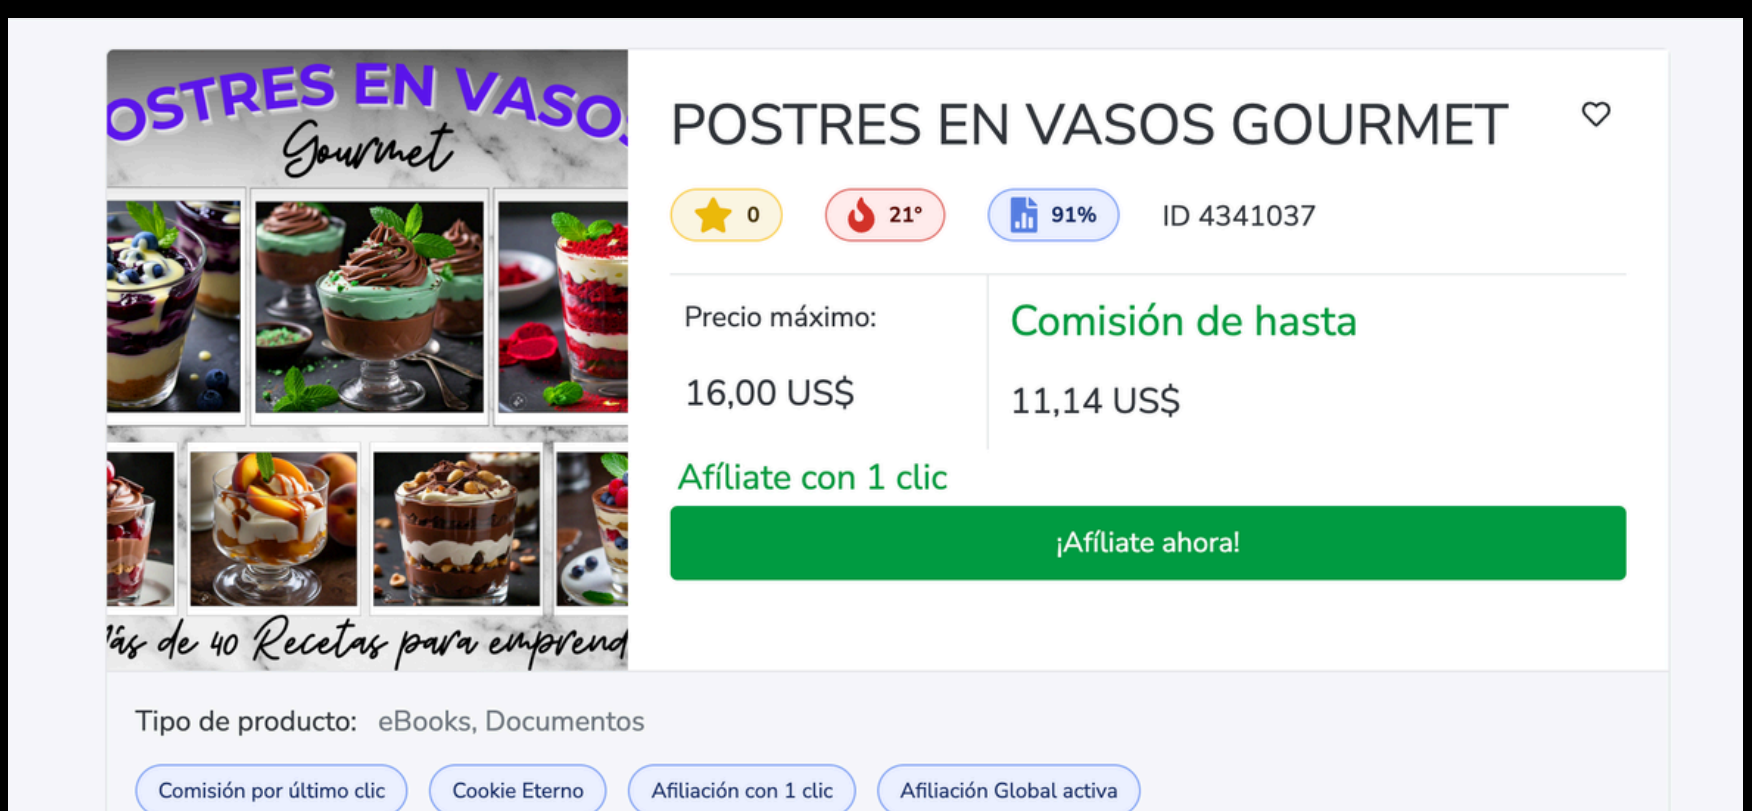 OSTRES EN VASOS
Gourmet
Más de 40 Recetas para emprend
POSTRES EN VASOS GOURMET
0
21°
91%
ID 4341037
Precio máximo:
16,00 US$
Comisión de hasta
11,14 US$
Afíliate con 1 clic
¡Afíliate ahora!
Tipo de producto: eBooks, Documentos
Comisión por último clic
Cookie Eterno
Afiliación con 1 clic
Afiliación Global activa